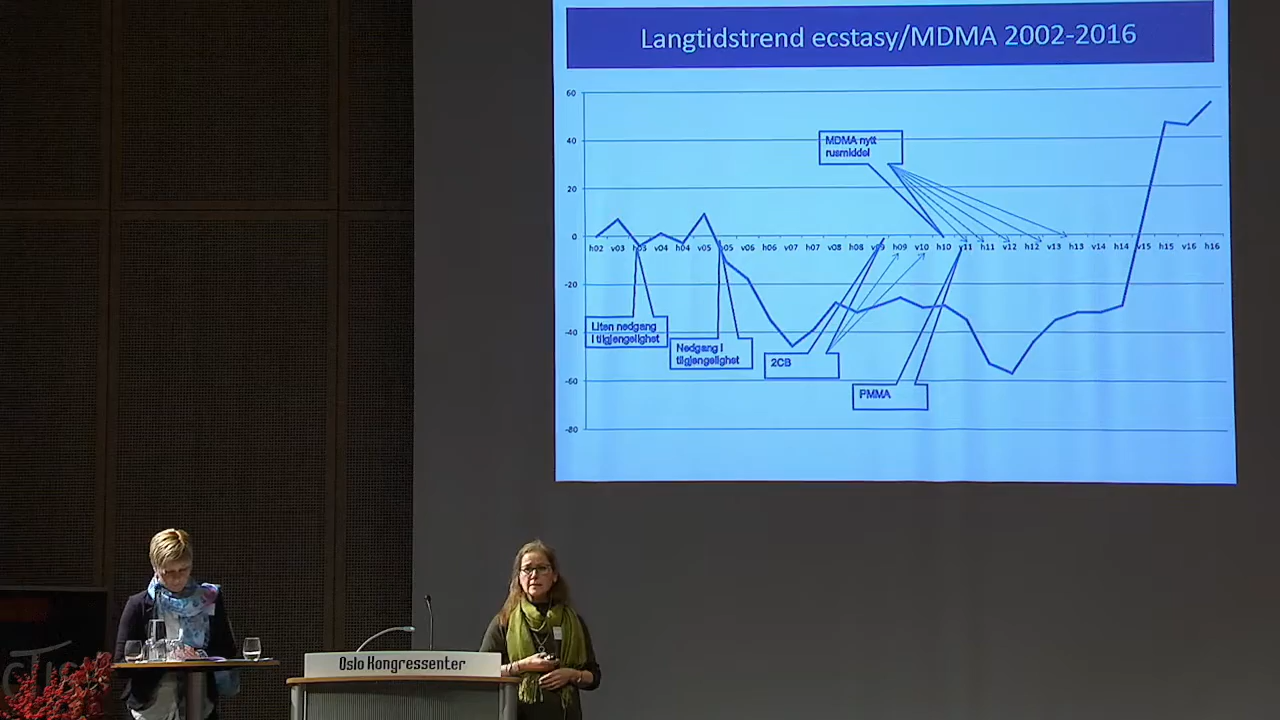 Langtidstrend ecstasy/MDMA 2002-2016
60
40
20
0
-20
-40
-60
-80
MDMA nytt
rusmiddel
h02 v03 h03 v04 h04 v05 h05 v06 h06 v07 h07 v08 h08 v09 h09 v10 h10 v11 h11 v12 h12 v13 h13 v14 h14 v15 h15 v16 h16
Liten nedgang
i tilgjengelighet
Nedgang i
tilgjengelighet
2CB
PMMA
Oslo Kongressenter